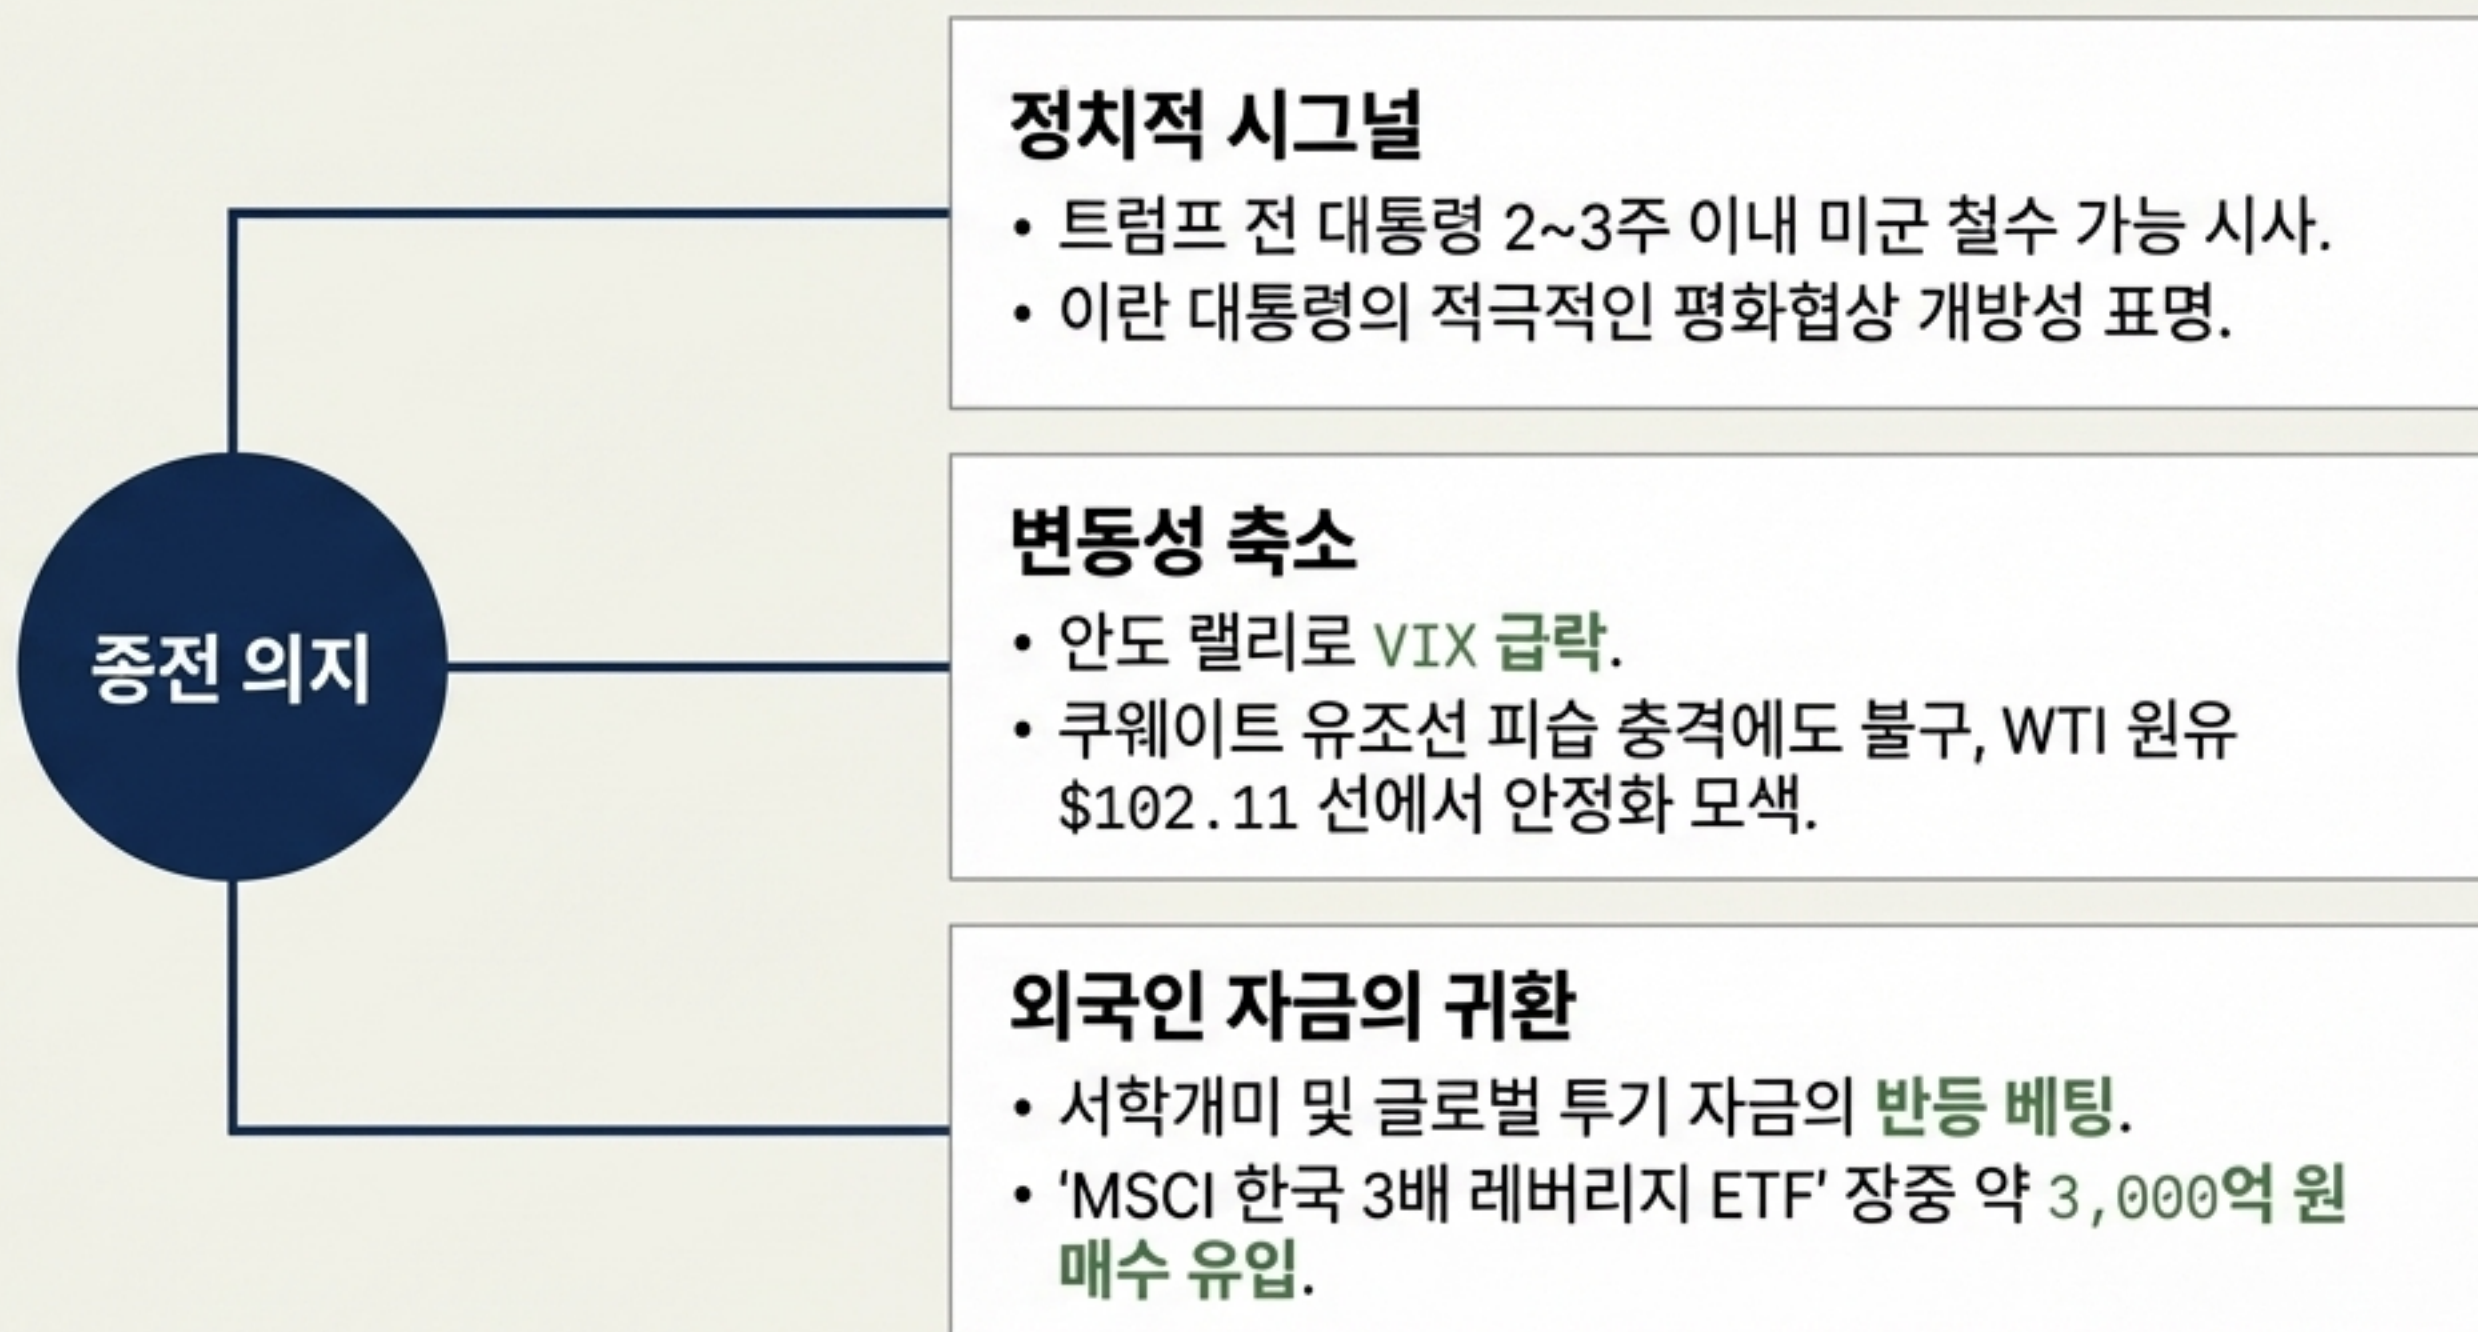 정치적 시그널
• 트럼프 전 대통령 2~3주 이내 미군 철수 가능 시사.
• 이란 대통령의 적극적인 평화협상 개방성 표명.
종전 의지
변동성 축소
• 안도 랠리로 VIX 급락.
• 쿠웨이트 유조선 피습 충격에도 불구, WTI 원유
$102.11 선에서 안정화 모색.
외국인 자금의 귀환
• 서학개미 및 글로벌 투기 자금의 반등 베팅.
• ‘MSCI 한국 3배 레버리지 ETF’ 장중 약 3,000억 원
매수 유입.